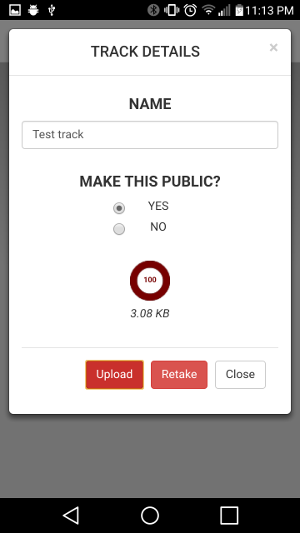 11:13 PM
TRACK DETAILS ×
NAME
Test track
MAKE THIS PUBLIC?
YES
NO
100
3.08 KB
Upload Retake Close